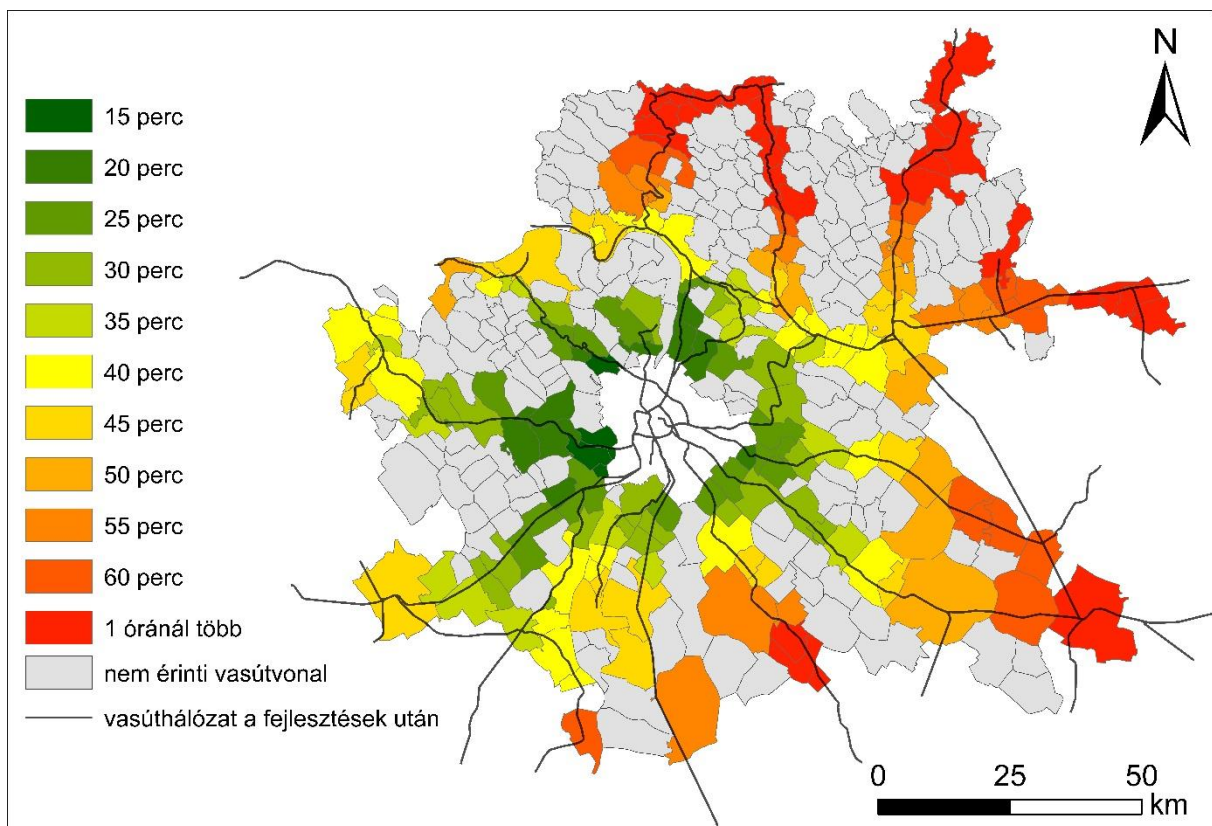 N
15 perc
20 perc
25 perc
30 perc
35 perc
40 perc
45 perc
50 perc
55 perc
60 perc
1 óránál több
nem érinti vasútvonal
vasúthálózat a fejlesztések után
0 25 50
km